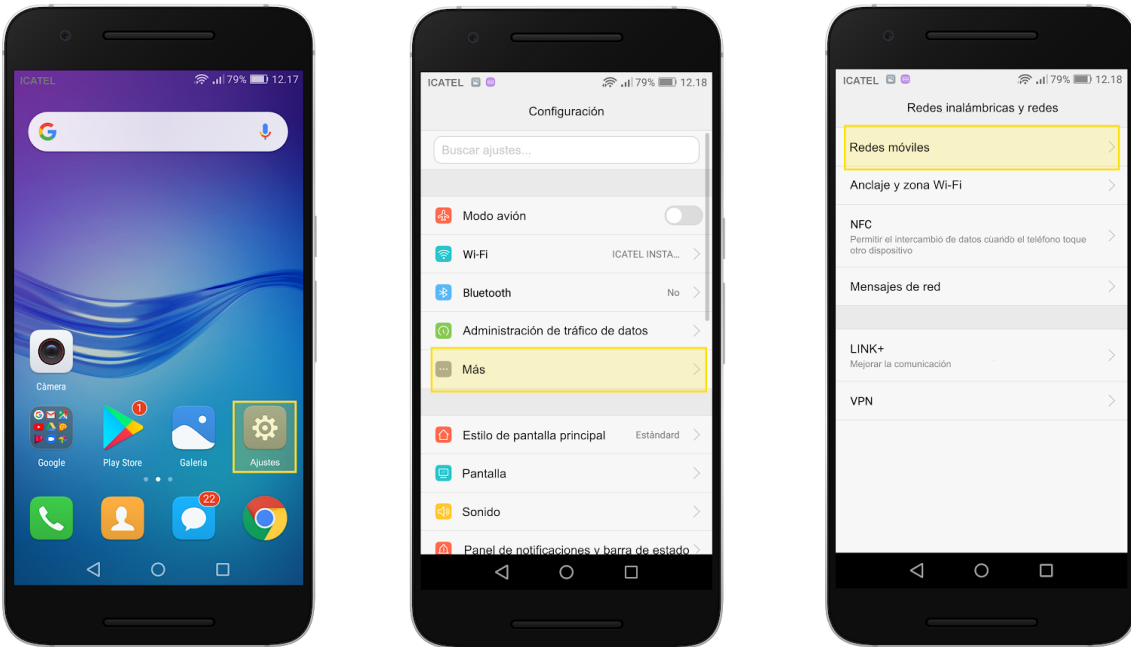 ICATEL 79% 12.17
G
Càmera
Google Play Store 1 Galeria Ajustes
22
ICATEL 79% 12.18
Configuración
Buscar ajustes...
Modo avión
Wi-Fi ICATEL INSTA...
Bluetooth No
Administración de tráfico de datos
Más
Estilo de pantalla principal Estándard
Pantalla
Sonido
Panel de notificaciones y barra de estado
ICATEL 79% 12.18
Redes inalámbricas y redes
Redes móviles
Anclaje y zona Wi-Fi
NFC
Permitir el intercambio de datos cuando el teléfono toque
otro dispositivo
Mensajes de red
LINK+
Mejorar la comunicación
VPN